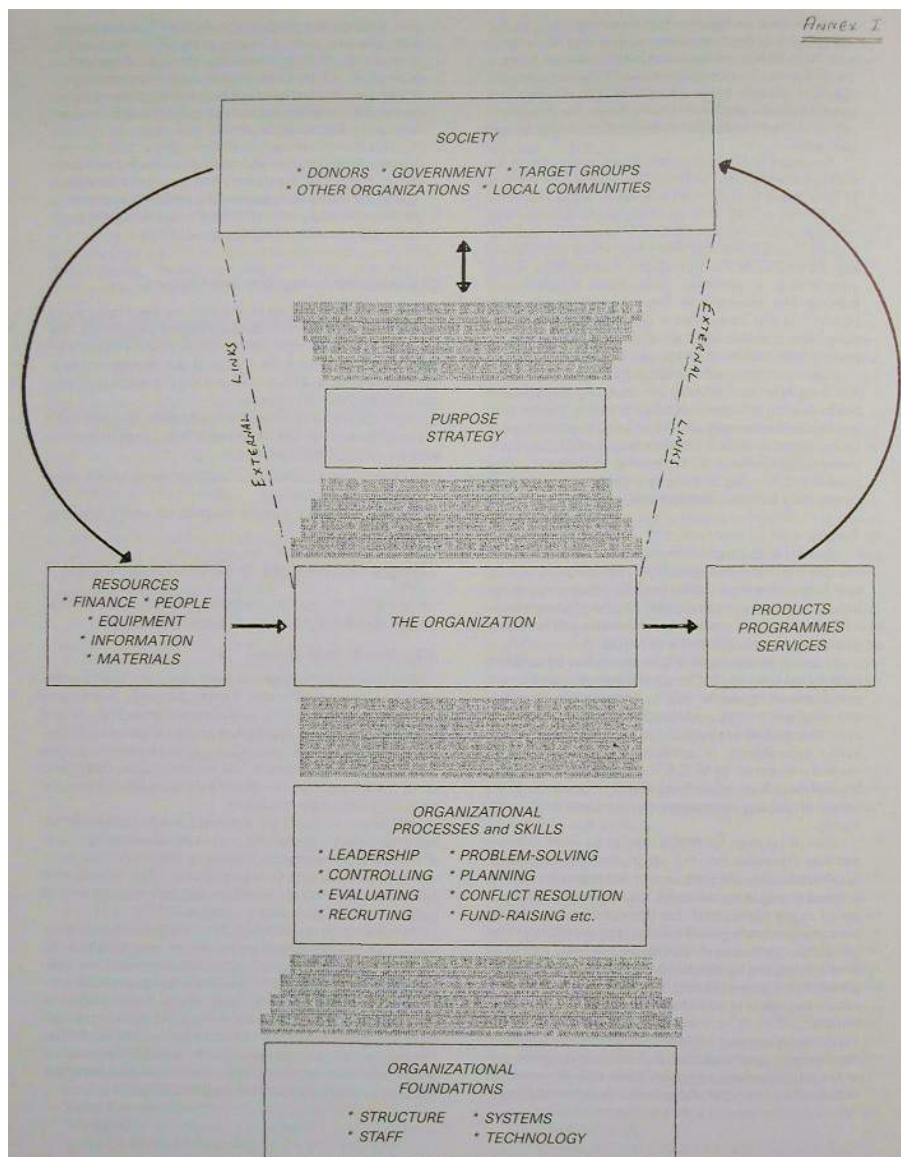 ANNEX I
SOCIETY
* DONORS * GOVERNMENT * TARGET GROUPS
* OTHER ORGANIZATIONS * LOCAL COMMUNITIES
EXTERNAL LINKS
EXTERNAL LINKS
PURPOSE
STRATEGY
RESOURCES
* FINANCE * PEOPLE
* EQUIPMENT
* INFORMATION
* MATERIALS
THE ORGANIZATION
PRODUCTS
PROGRAMMES
SERVICES
ORGANIZATIONAL
PROCESSES and SKILLS
* LEADERSHIP * PROBLEM-SOLVING
* CONTROLLING * PLANNING
* EVALUATING * CONFLICT RESOLUTION
* RECRUTING * FUND-RAISING etc.
ORGANIZATIONAL
FOUNDATIONS
* STRUCTURE * SYSTEMS
* STAFF * TECHNOLOGY